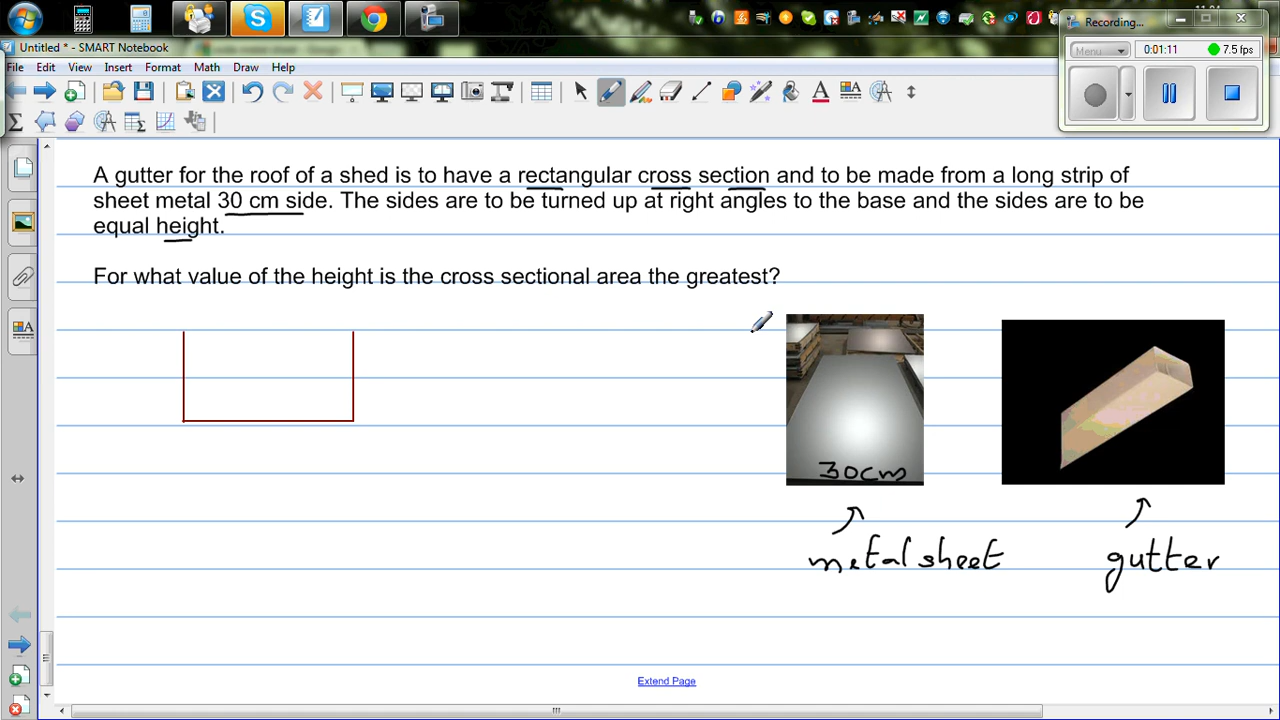 11:04
Recording...
Untitled * - SMART Notebook
Menu
0:01:11
7.5 fps
File Edit View Insert Format Math Draw Help
A gutter for the roof of a shed is to have a rectangular cross section and to be made from a long strip of
sheet metal 30 cm side. The sides are to be turned up at right angles to the base and the sides are to be
equal height.
For what value of the height is the cross sectional area the greatest?
30cm
metal sheet
gutter
Extend Page